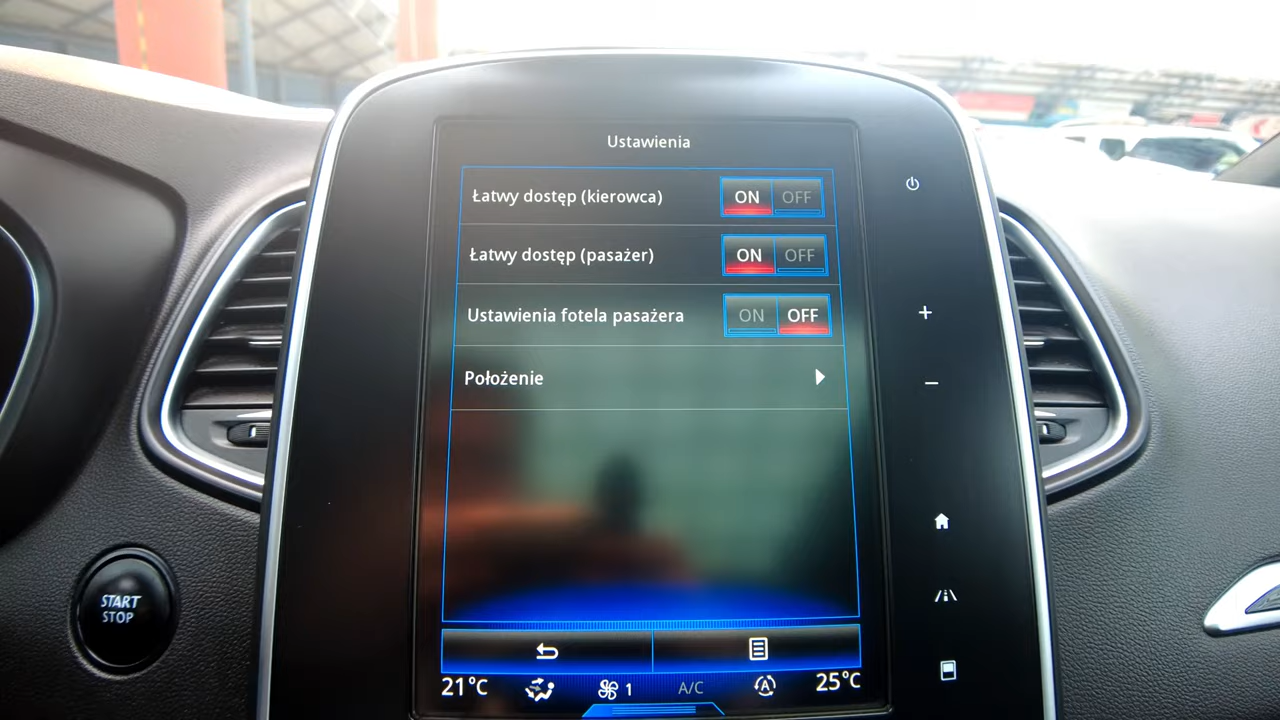 Ustawienia
Łatwy dostęp (kierowca) ON OFF
Łatwy dostęp (pasażer) ON OFF
Ustawienia fotela pasażera ON OFF
Położenie
START
STOP
21°C 1 A/C A 25°C